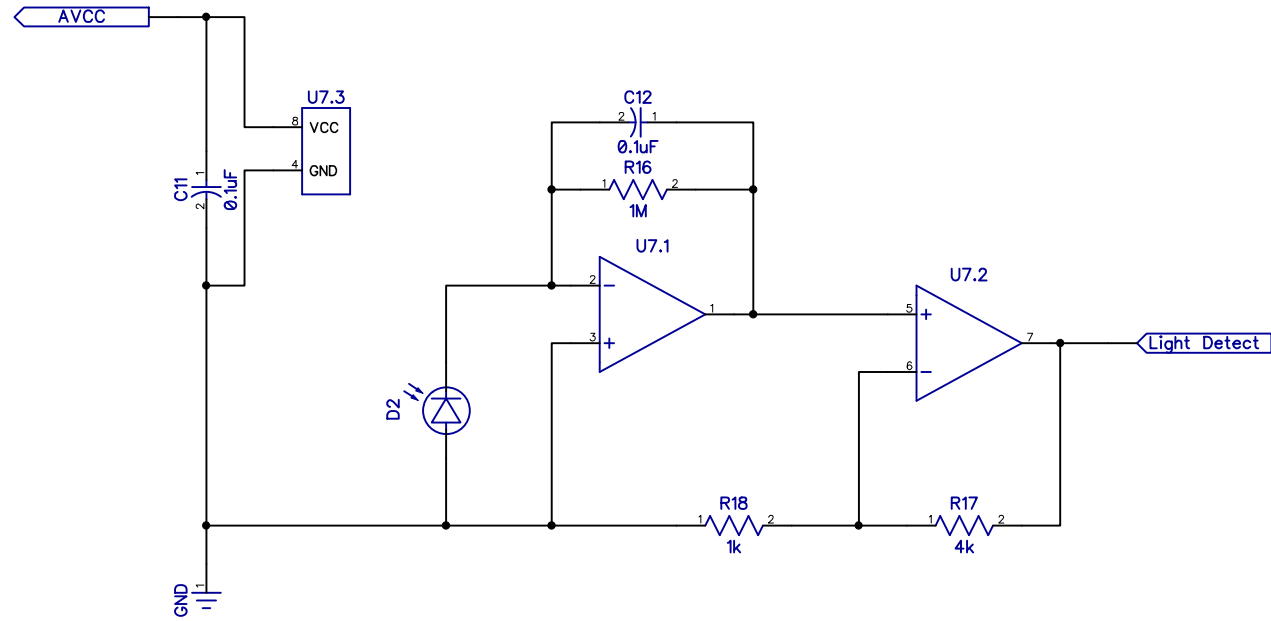 AVCC
U7.3
8
VCC
4
GND
1
C11
2
0.1uF
C12
2
1
0.1uF
R16
1
2
1M
U7.1
2
−
3
+
1
U7.2
5
+
6
−
7
Light Detect
D2
R18
1
2
1k
R17
1
2
4k
GND
1